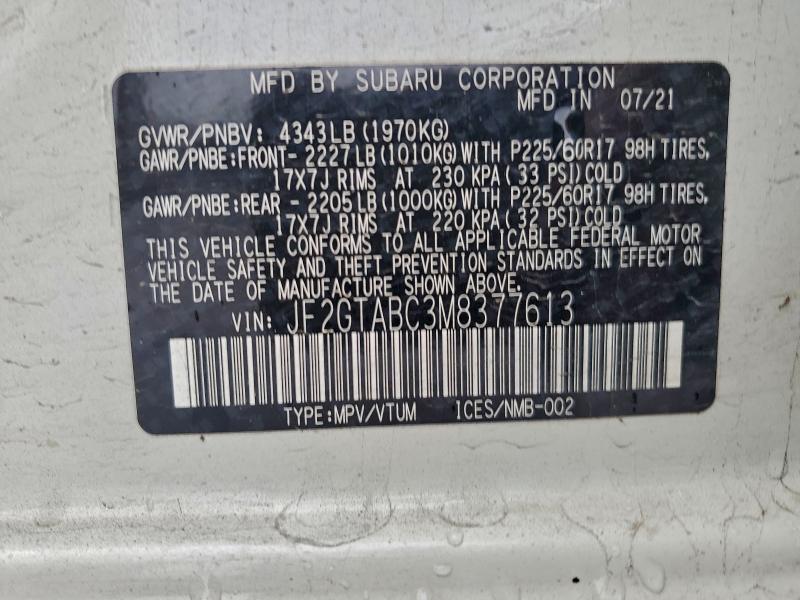 MFD BY SUBARU CORPORATION
MFD IN 07/21
GVWR/PNBV: 4343LB(1970KG)
GAWR/PNBE:FRONT- 2227LB(1010KG)WITH P225/60R17 98H TIRES,
17X7J RIMS AT 230 KPA(33 PSI)COLD
GAWR/PNBE:REAR - 2205LB(1000KG)WITH P225/60R17 98H TIRES,
17X7J RIMS AT 220 KPA(32 PSI)COLD
THIS VEHICLE CONFORMS TO ALL APPLICABLE FEDERAL MOTOR
VEHICLE SAFETY AND THEFT PREVENTION STANDARDS IN EFFECT ON
THE DATE OF MANUFACTURE SHOWN ABOVE.
VIN: JF2GTABC3M8377613
TYPE:MPV/VTUM ICES/NMB-002